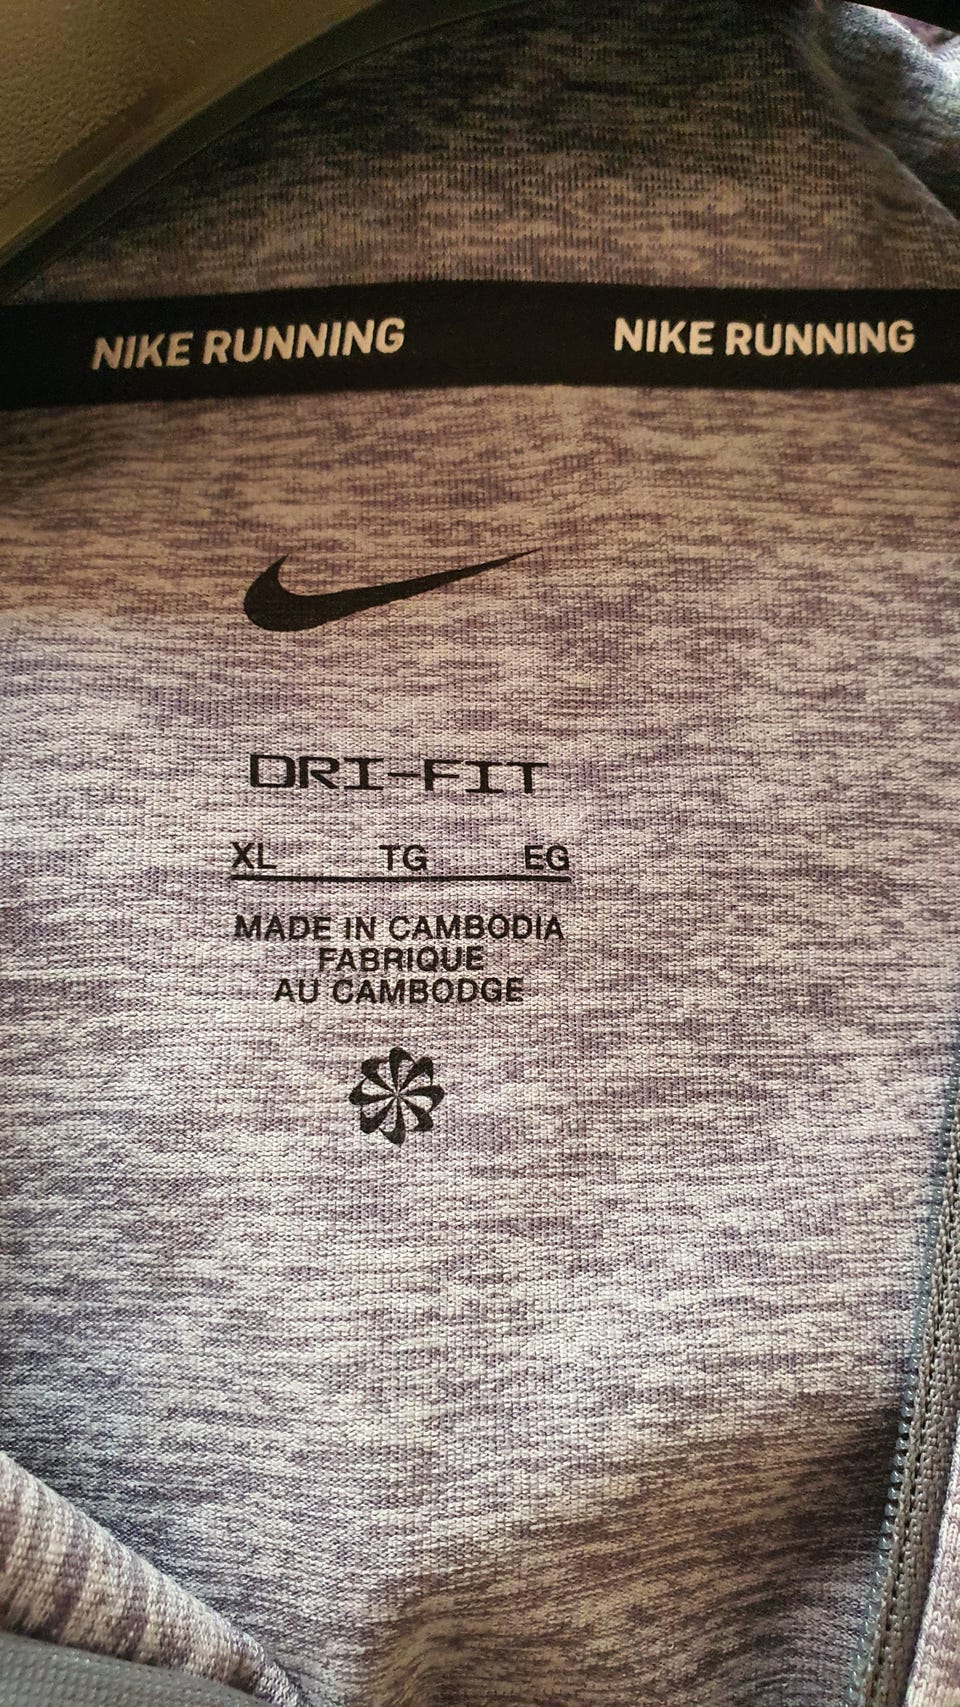 NIKE RUNNING NIKE RUNNING
DRI-FIT
XL TG EG
MADE IN CAMBODIA
FABRIQUE
AU CAMBODGE